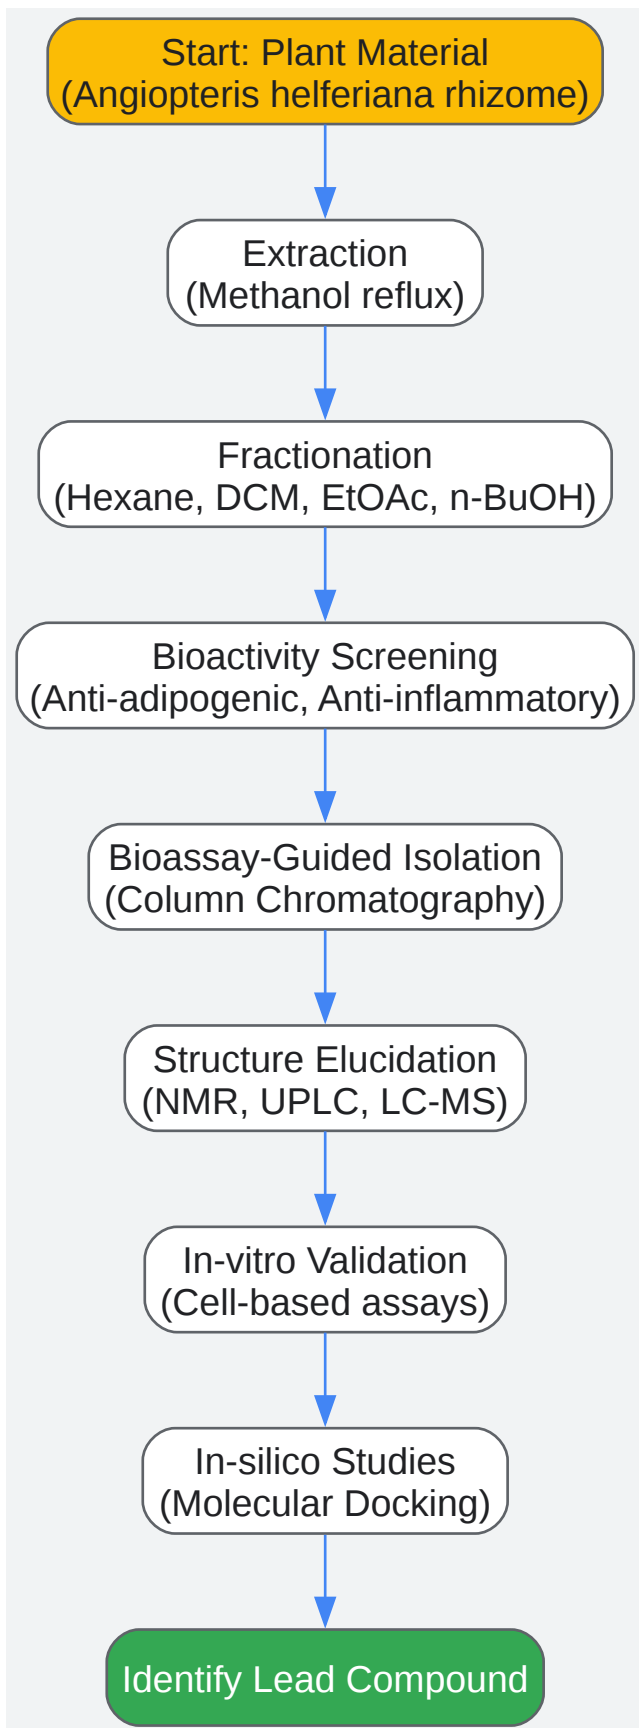 Start: Plant Material
(Angiopteris helferiana rhizome)
Extraction
(Methanol reflux)
Fractionation
(Hexane, DCM, EtOAc, n-BuOH)
Bioactivity Screening
(Anti-adipogenic, Anti-inflammatory)
Bioassay-Guided Isolation
(Column Chromatography)
Structure Elucidation
(NMR, UPLC, LC-MS)
In-vitro Validation
(Cell-based assays)
In-silico Studies
(Molecular Docking)
Identify Lead Compound